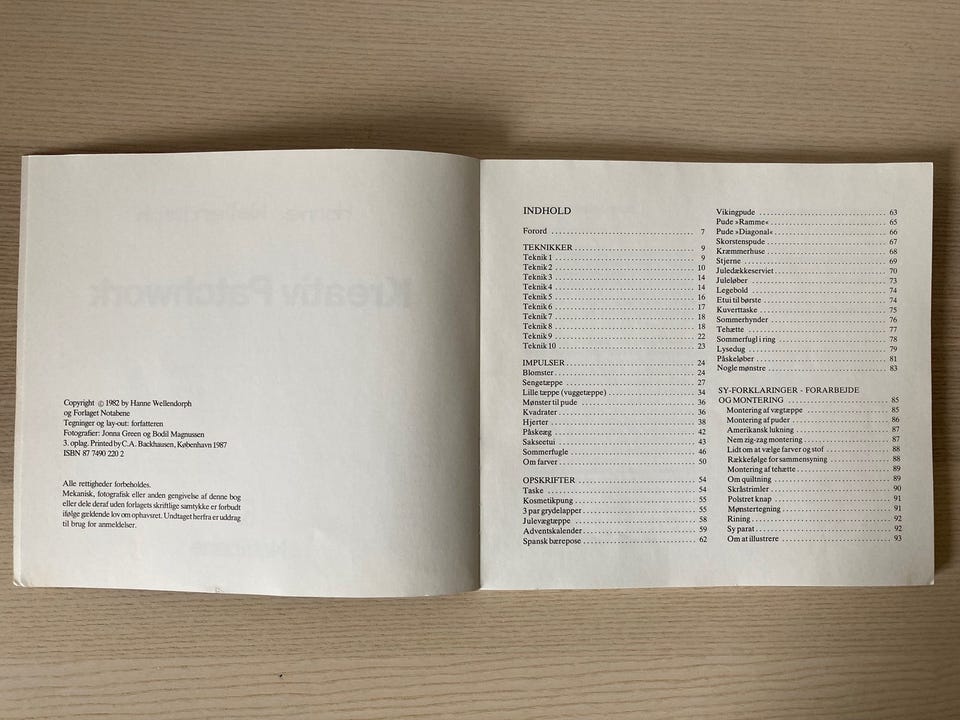 Copyright © 1982 by Hanne Wellendorph
og Forlaget Notabene
Tegninger og lay-out: forfatteren
Fotografier: Jonna Green og Bodil Magnussen
3. oplag. Printed by C.A. Backhausen, København 1987
ISBN 87 7490 220 2
Alle rettigheder forbeholdes.
Mekanisk, fotografisk eller anden gengivelse af denne bog
eller dele deraf uden forlagets skriftlige samtykke er forbudt
ifølge gældende lov om ophavsret. Undtaget herfra er uddrag
til brug for anmeldelser.
INDHOLD
Forord 7
TEKNIKKER 9
Teknik 1 9
Teknik 2 10
Teknik 3 14
Teknik 4 14
Teknik 5 16
Teknik 6 17
Teknik 7 18
Teknik 8 18
Teknik 9 22
Teknik 10 23
IMPULSER 24
Blomster 24
Sengetæppe 27
Lille tæppe (vuggetæppe) 34
Mønster til pude 36
Kvadrater 36
Hjerter 38
Påskeæg 42
Sakseetui 43
Sommerfugle 46
Om farver 50
OPSKRIFTER 54
Taske 54
Kosmetikpung 55
3 par grydelapper 55
Julevægtæppe 58
Adventskalender 59
Spansk bærepose 62
Vikingpude 63
Pude »Ramme« 65
Pude »Diagonal« 66
Skorstenspude 67
Kræmmerhuse 68
Stjerne 69
Juledækkeserviet 70
Juleløber 73
Legebold 74
Etui til børste 74
Kuverttaske 75
Sommerhynder 76
Tehætte 77
Sommerfugl i ring 78
Lysedug 79
Påskeløber 81
Nogle mønstre 83
SY-FORKLARINGER - FORARBEJDE
OG MONTERING 85
Montering af vægtæppe 85
Montering af puder 86
Amerikansk lukning 87
Nem zig-zag montering 87
Lidt om at vælge farver og stof 88
Rækkefølge for sammensyning 88
Montering af tehætte 89
Om quiltning 89
Skråstrimler 90
Polstret knap 91
Mønstertegning 91
Rining 92
Sy parat 92
Om at illustrere 93
Kreativ Patchwork